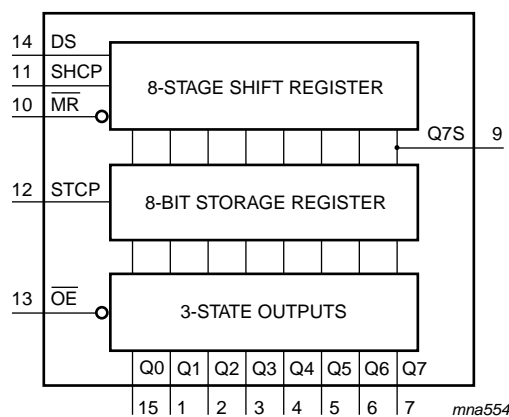 14 DS
11 SHCP
8-STAGE SHIFT REGISTER
10 M̅R̅
Q7S 9
12 STCP
8-BIT STORAGE REGISTER
13 O̅E̅
3-STATE OUTPUTS
Q0 Q1 Q2 Q3 Q4 Q5 Q6 Q7
15 1 2 3 4 5 6 7
mna554